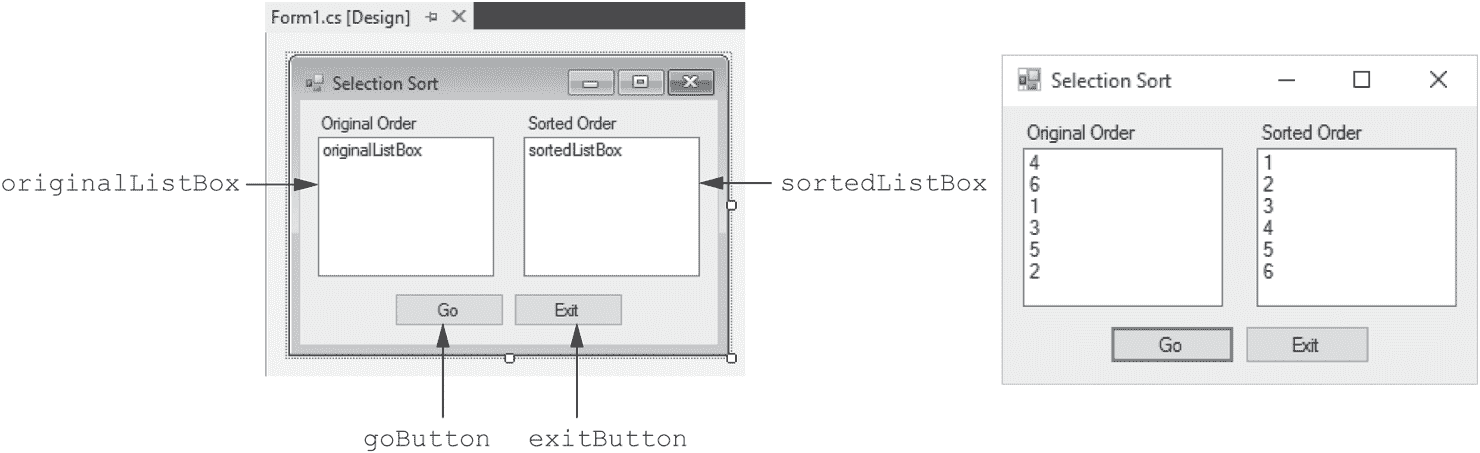 Form1.cs [Design]
Selection Sort
Original Order
Sorted Order
originalListBox
sortedListBox
originalListBox
sortedListBox
Go
Exit
goButton
exitButton
Selection Sort
Original Order
Sorted Order
4
6
1
3
5
2
1
2
3
4
5
6
Go
Exit